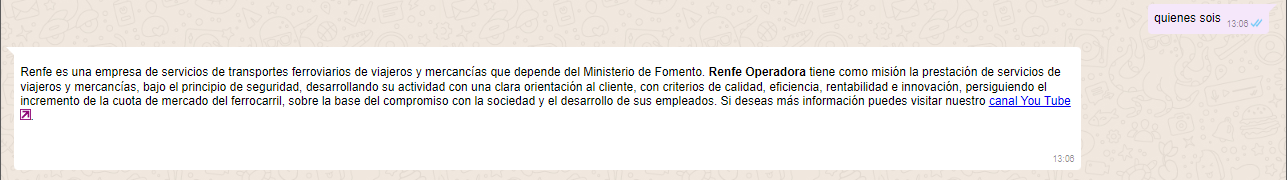 quienes sois
13:06
Renfe es una empresa de servicios de transportes ferroviarios de viajeros y mercancías que depende del Ministerio de Fomento. Renfe Operadora tiene como misión la prestación de servicios de
viajeros y mercancías, bajo el principio de seguridad, desarrollando su actividad con una clara orientación al cliente, con criterios de calidad, eficiencia, rentabilidad e innovación, persiguiendo el
incremento de la cuota de mercado del ferrocarril, sobre la base del compromiso con la sociedad y el desarrollo de sus empleados. Si deseas más información puedes visitar nuestro canal You Tube
13:06